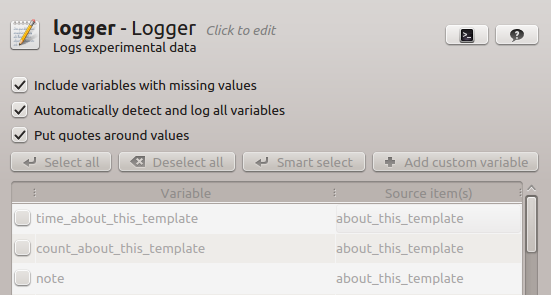 logger - Logger Click to edit
Logs experimental data
Include variables with missing values
Automatically detect and log all variables
Put quotes around values
Select all Deselect all Smart select Add custom variable
Variable Source item(s)
time_about_this_template about_this_template
count_about_this_template about_this_template
note about_this_template